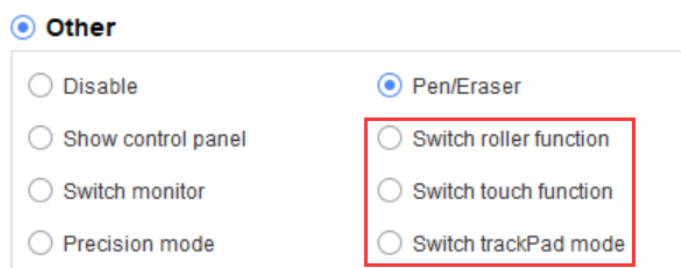 Other
Disable
Pen/Eraser
Show control panel
Switch roller function
Switch monitor
Switch touch function
Precision mode
Switch trackPad mode